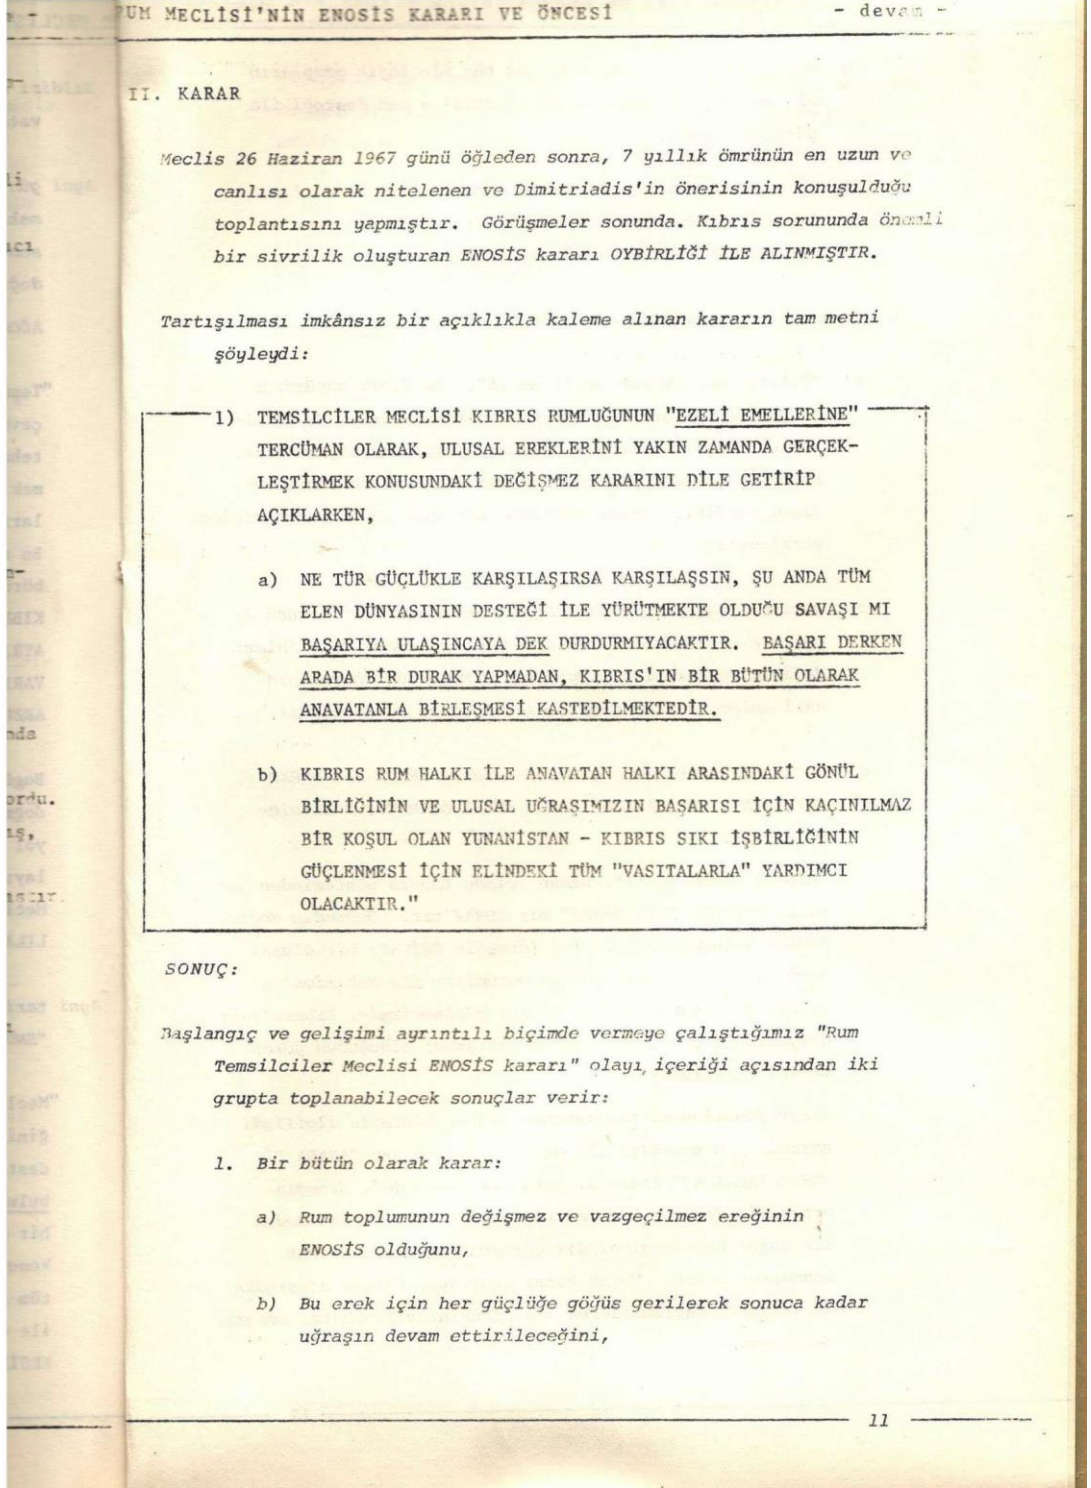 RUM MECLİSİ'NİN ENOSİS KARARI VE ÖNCESİ - devam -
II. KARAR
Meclis 26 Haziran 1967 günü öğleden sonra, 7 yıllık ömrünün en uzun ve
canlısı olarak nitelenen ve Dimitriadis'in önerisinin konuşulduğu
toplantısını yapmıştır. Görüşmeler sonunda. Kıbrıs sorununda önemli
bir sivrilik oluşturan ENOSİS kararı OYBİRLİĞİ İLE ALINMIŞTIR.
Tartışılması imkânsız bir açıklıkla kaleme alınan kararın tam metni
şöyleydi:
1) TEMSİLCİLER MECLİSİ KIBRIS RUMLUĞUNUN "EZELİ EMELLERİNE"
TERCÜMAN OLARAK, ULUSAL EREKLERİNİ YAKIN ZAMANDA GERÇEK-
LEŞTİRMEK KONUSUNDAKİ DEĞİŞMEZ KARARINI DİLE GETİRİP
AÇIKLARKEN,
a) NE TÜR GÜÇLÜKLE KARŞILAŞIRSA KARŞILAŞSIN, ŞU ANDA TÜM
ELEN DÜNYASININ DESTEĞİ İLE YÜRÜTMEKTE OLDUĞU SAVAŞI MI
BAŞARIYA ULAŞINCAYA DEK DURDURMIYACAKTIR. BAŞARI DERKEN
ARADA BİR DURAK YAPMADAN, KIBRIS'IN BİR BÜTÜN OLARAK
ANAVATANLA BİRLEŞMESİ KASTEDİLMEKTEDİR.
b) KIBRIS RUM HALKI İLE ANAVATAN HALKI ARASINDAKİ GÖNÜL
BİRLİĞİNİN VE ULUSAL UĞRAŞIMIZIN BAŞARISI İÇİN KAÇINILMAZ
BİR KOŞUL OLAN YUNANİSTAN - KIBRIS SIKI İŞBİRLİĞİNİN
GÜÇLENMESİ İÇİN ELİNDEKİ TÜM "VASITALARLA" YARDIMCI
OLACAKTIR."
SONUÇ:
Başlangıç ve gelişimi ayrıntılı biçimde vermeye çalıştığımız "Rum
Temsilciler Meclisi ENOSİS kararı" olayı, içeriği açısından iki
grupta toplanabilecek sonuçlar verir:
1. Bir bütün olarak karar:
a) Rum toplumunun değişmez ve vazgeçilmez ereğinin
ENOSİS olduğunu,
b) Bu erek için her güçlüğe göğüs gerilerek sonuca kadar
uğraşın devam ettirileceğini,
11